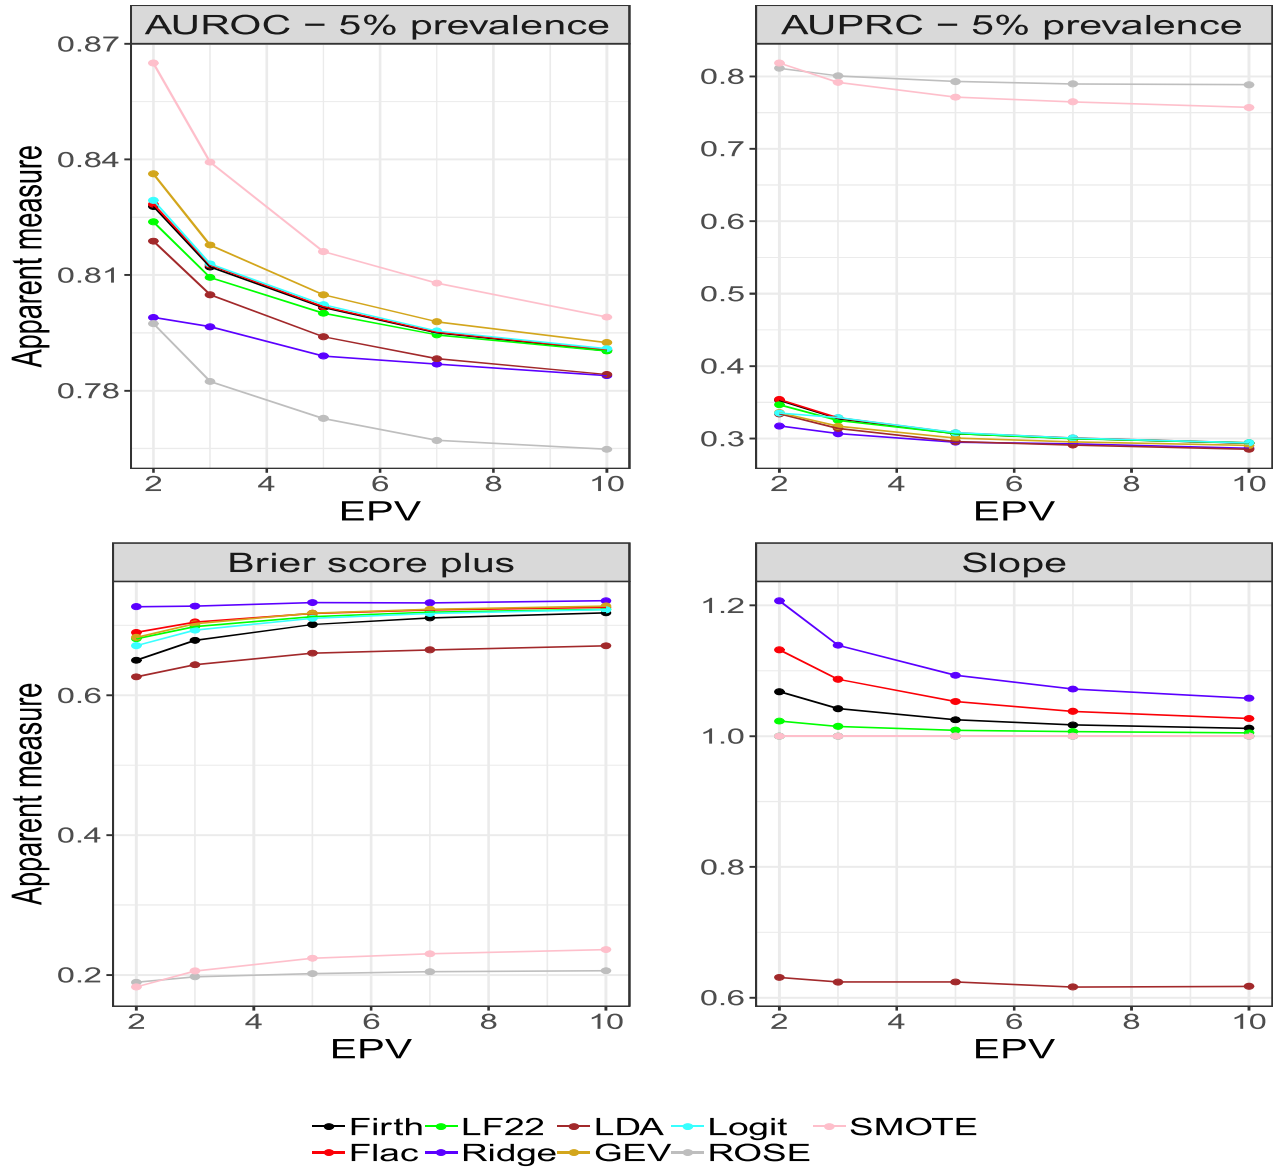 AUROC − 5% prevalence
0.87
0.84
0.81
0.78
Apparent measure
2 4 6 8 10
EPV
AUPRC − 5% prevalence
0.8
0.7
0.6
0.5
0.4
0.3
2 4 6 8 10
EPV
Brier score plus
0.6
0.4
0.2
Apparent measure
2 4 6 8 10
EPV
Slope
1.2
1.0
0.8
0.6
2 4 6 8 10
EPV
Firth LF22 LDA Logit SMOTE
Flac Ridge GEV ROSE